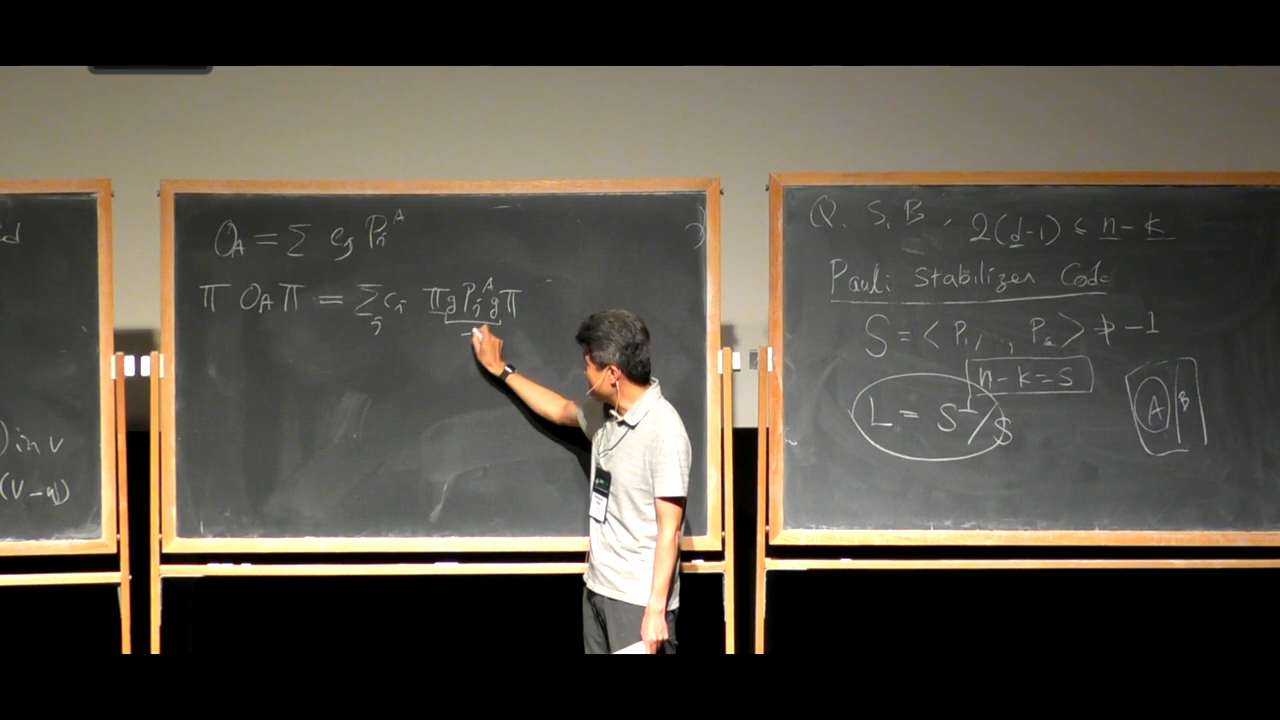 d
) in v
(v-w)
O_A = Σ c_j P_j^A
Π O_A Π = Σ_j c_j Π g P_j^A g Π
Q. S. B. 2(d-1) ≤ n-k
Pauli Stabilizer Code
S = < P_1, , P_s > ∌ -1
n-k=s
L = S^⊥/S
A B